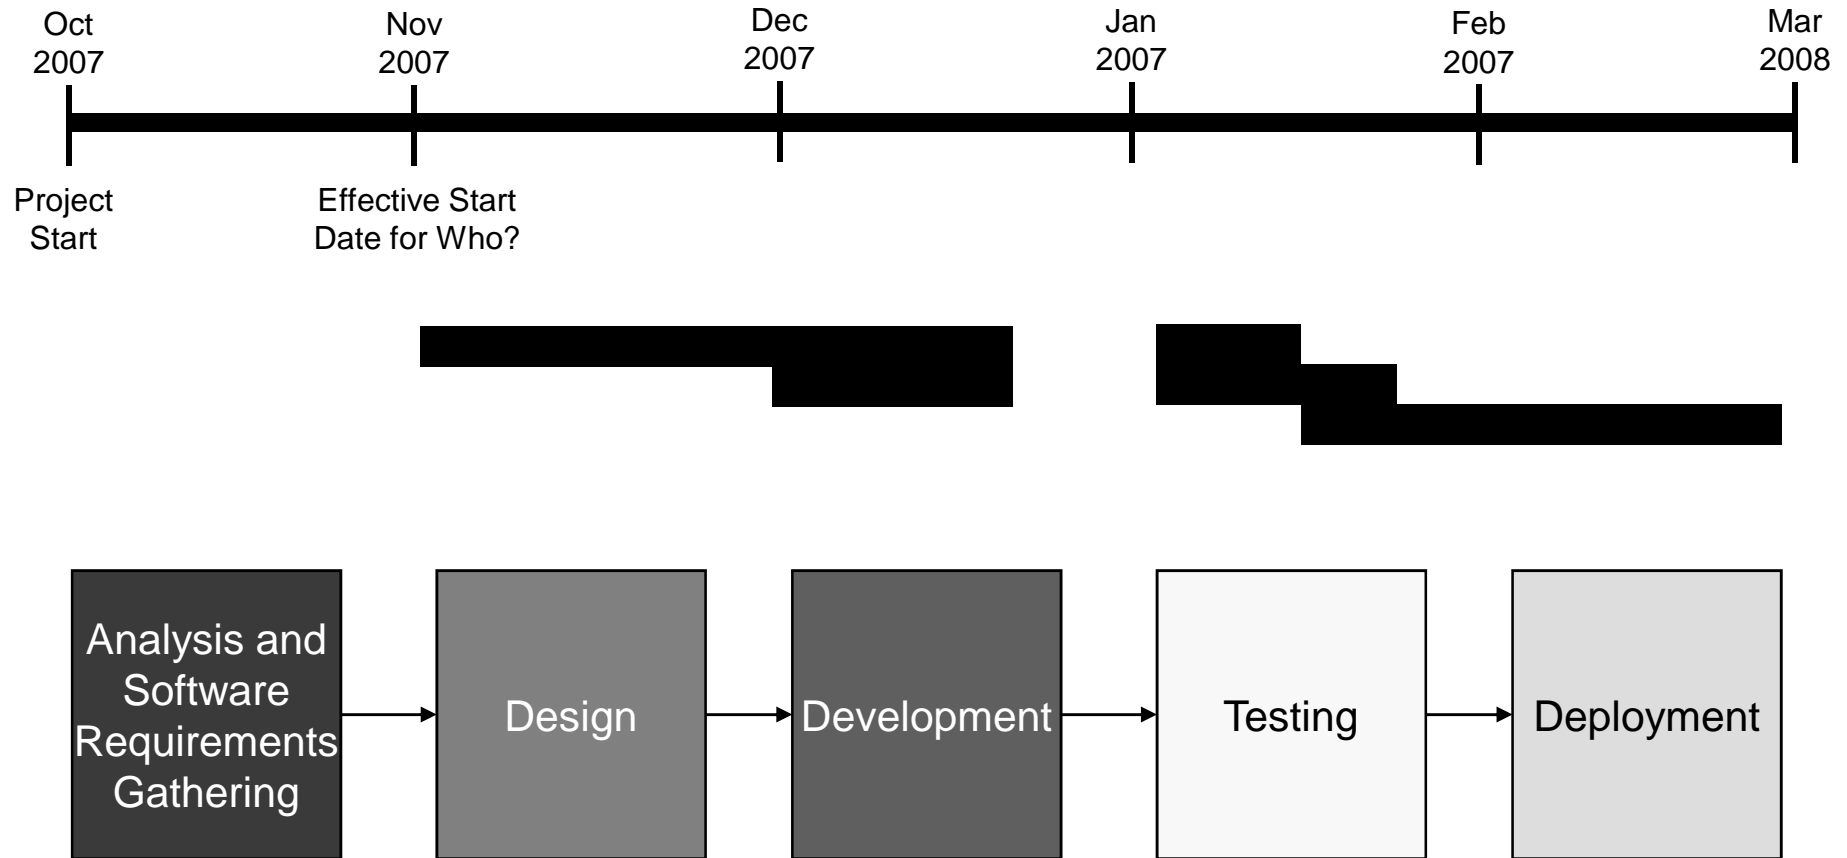 Oct
2007
Nov
2007
Dec
2007
Jan
2007
Feb
2007
Mar
2008
Project
Start
Effective Start
Date for Who?
Analysis and
Software
Requirements
Gathering
Design
Development
Testing
Deployment